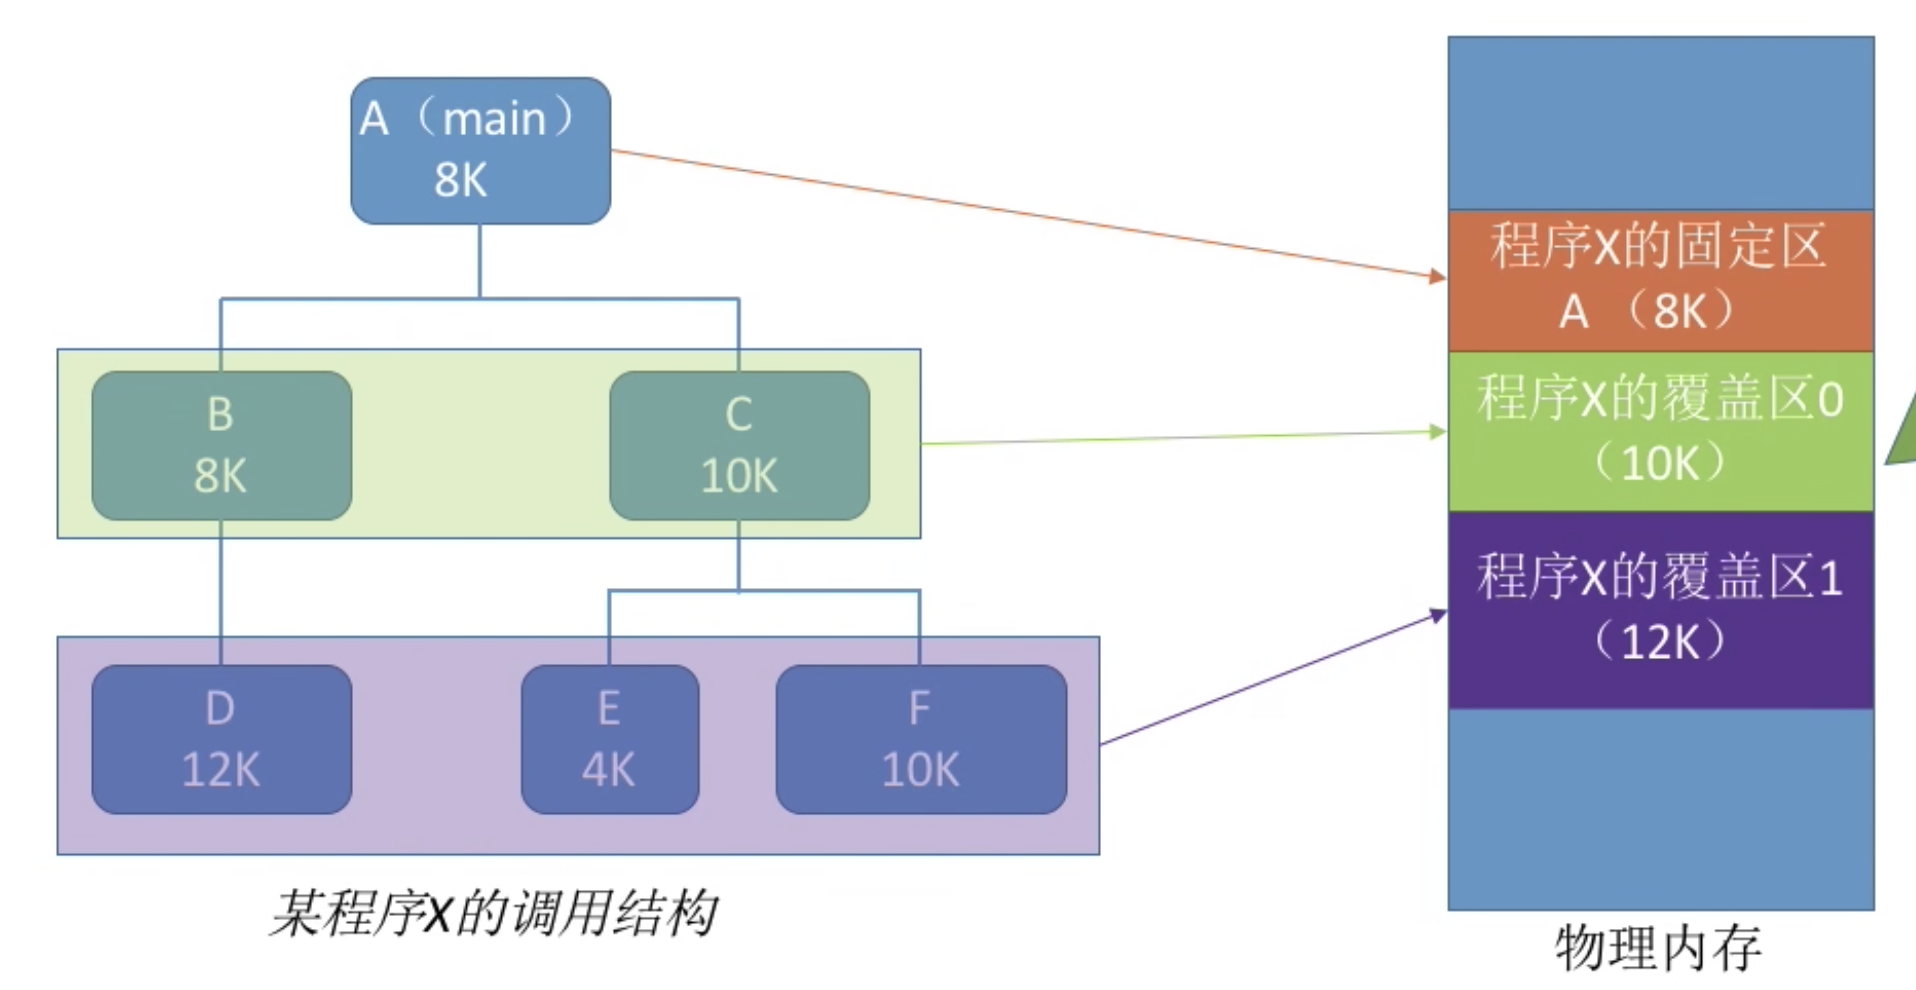 A（main）
8K
B
8K
C
10K
D
12K
E
4K
F
10K
某程序X的调用结构
程序X的固定区
A （8K）
程序X的覆盖区0
（10K）
程序X的覆盖区1
（12K）
物理内存